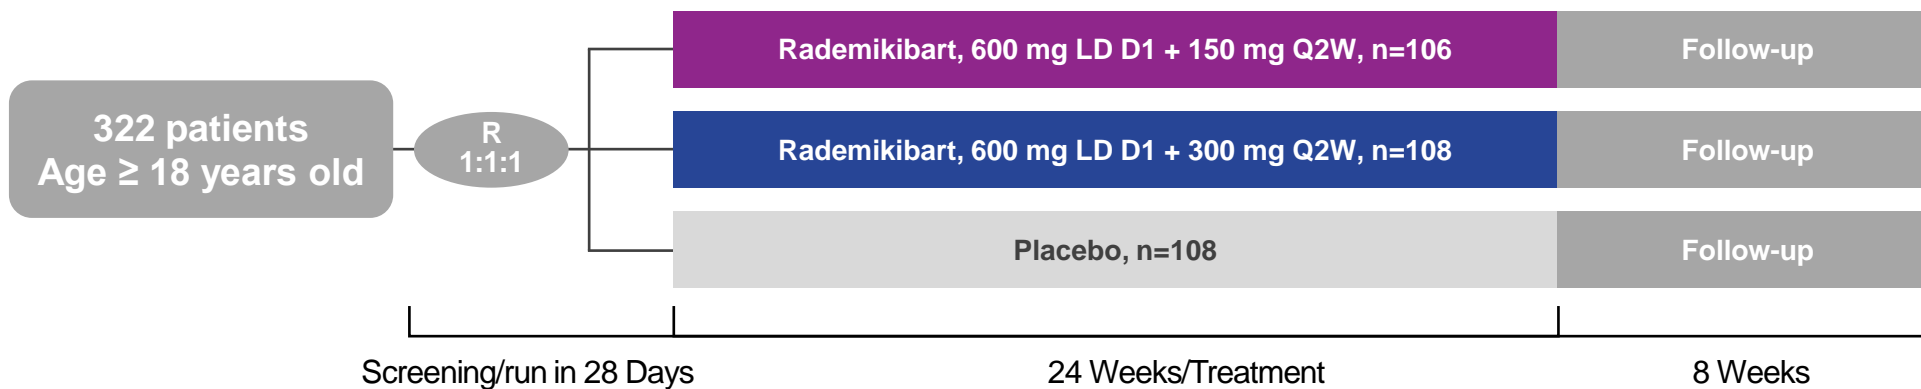 322 patients
Age ≥ 18 years old
R
1:1:1
Rademikibart, 600 mg LD D1 + 150 mg Q2W, n=106
Follow-up
Rademikibart, 600 mg LD D1 + 300 mg Q2W, n=108
Follow-up
Placebo, n=108
Follow-up
Screening/run in 28 Days
24 Weeks/Treatment
8 Weeks